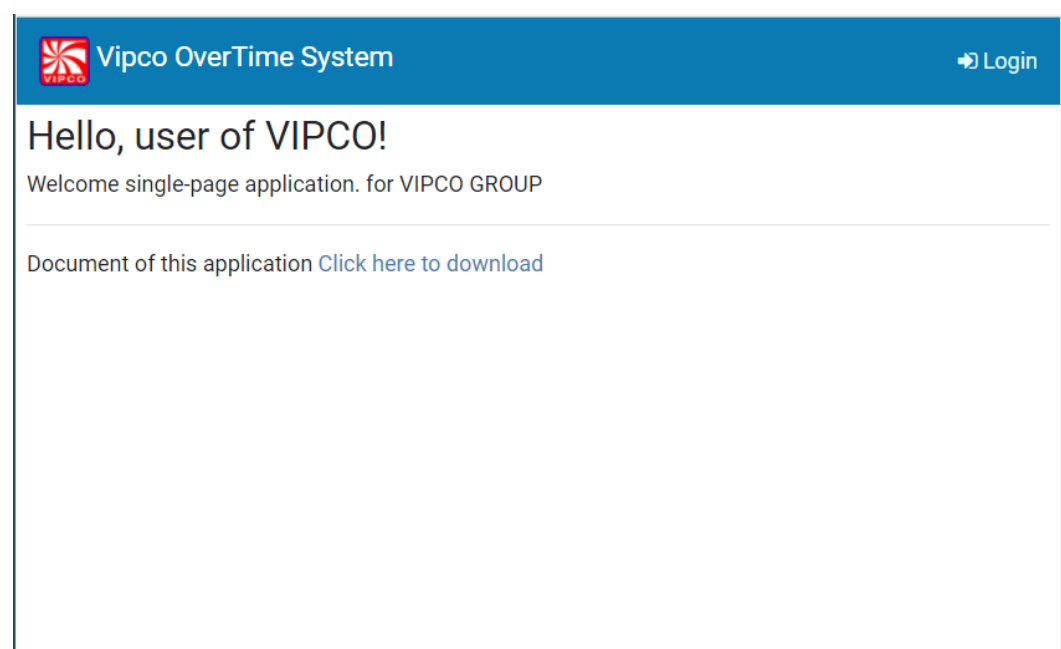 VIPCO
Vipco OverTime System
Login
Hello, user of VIPCO!
Welcome single-page application. for VIPCO GROUP
Document of this application Click here to download